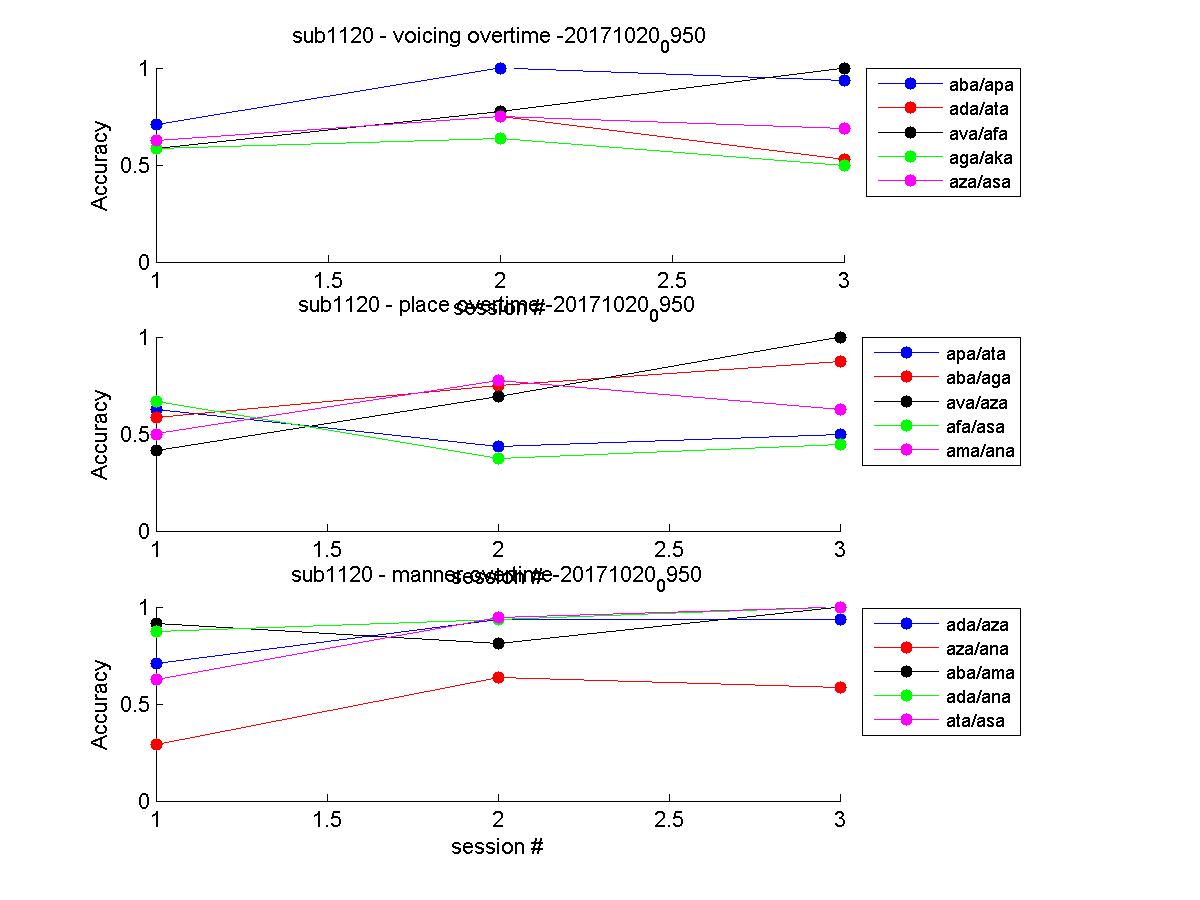 sub1120 - voicing overtime -20171020₀950
Accuracy
1
0.5
0
1 1.5 2 2.5 3
session #
aba/apa
ada/ata
ava/afa
aga/aka
aza/asa
sub1120 - place overtime -20171020₀950
Accuracy
1
0.5
0
1 1.5 2 2.5 3
session #
apa/ata
aba/aga
ava/aza
afa/asa
ama/ana
sub1120 - manner overtime -20171020₀950
Accuracy
1
0.5
0
1 1.5 2 2.5 3
session #
ada/aza
aza/ana
aba/ama
ada/ana
ata/asa